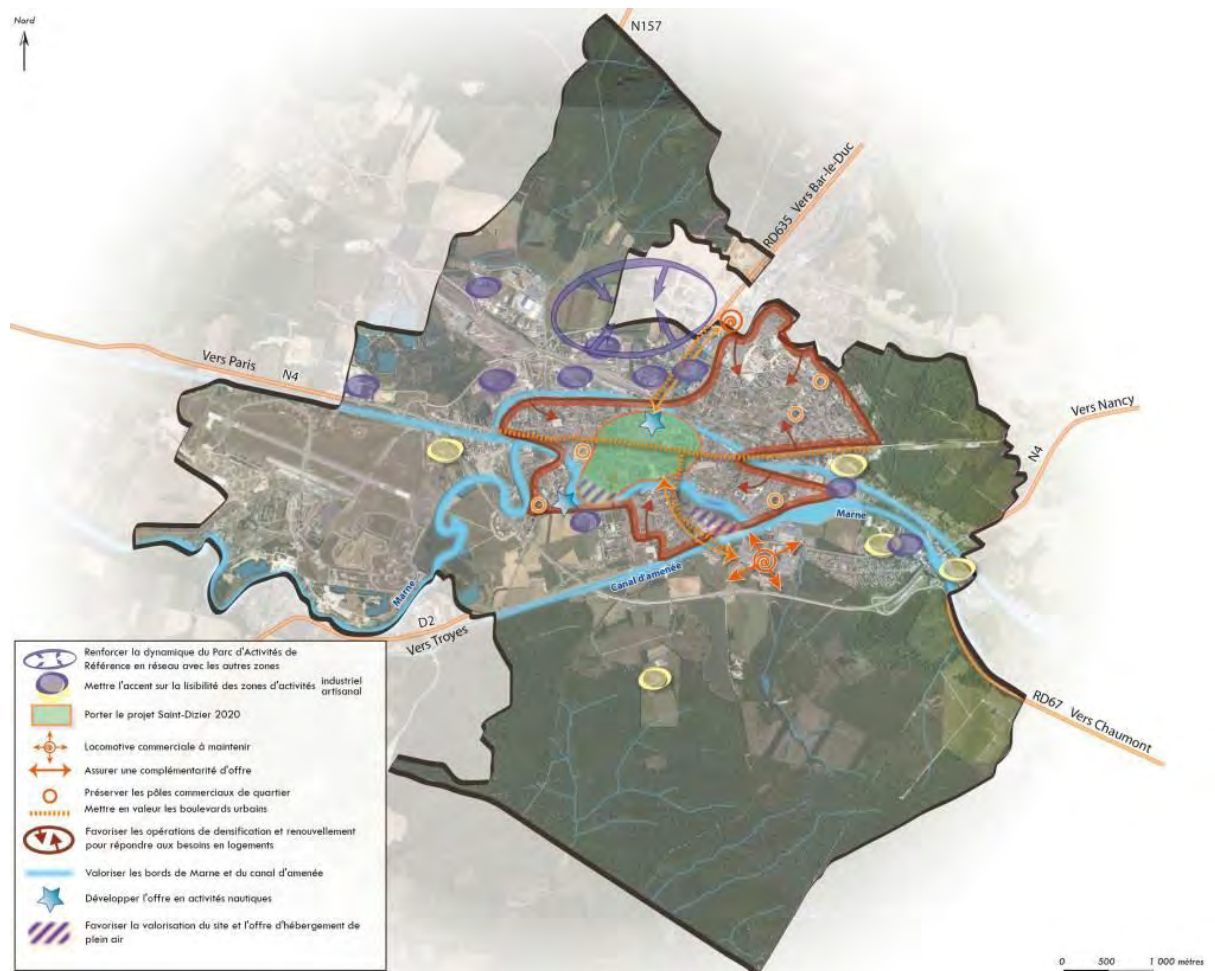 Nord
N157
RD635 Vers Bar-le-Duc
Vers Paris
N4
Vers Nancy
N4
Marne
Canal d'amenée
Marne
D2
Vers Troyes
RD67 Vers Chaumont
Renforcer la dynamique du Parc d'Activités de
Référence en réseau avec les autres zones
Mettre l'accent sur la lisibilité des zones d'activités industriel
artisanal
Porter le projet Saint-Dizier 2020
Locomotive commerciale à maintenir
Assurer une complémentarité d'offre
Préserver les pôles commerciaux de quartier
Mettre en valeur les boulevards urbains
Favoriser les opérations de densification et renouvellement
pour répondre aux besoins en logements
Valoriser les bords de Marne et du canal d'amenée
Développer l'offre en activités nautiques
Favoriser la valorisation du site et l'offre d'hébergement de
plein air
0 500 1 000 mètres